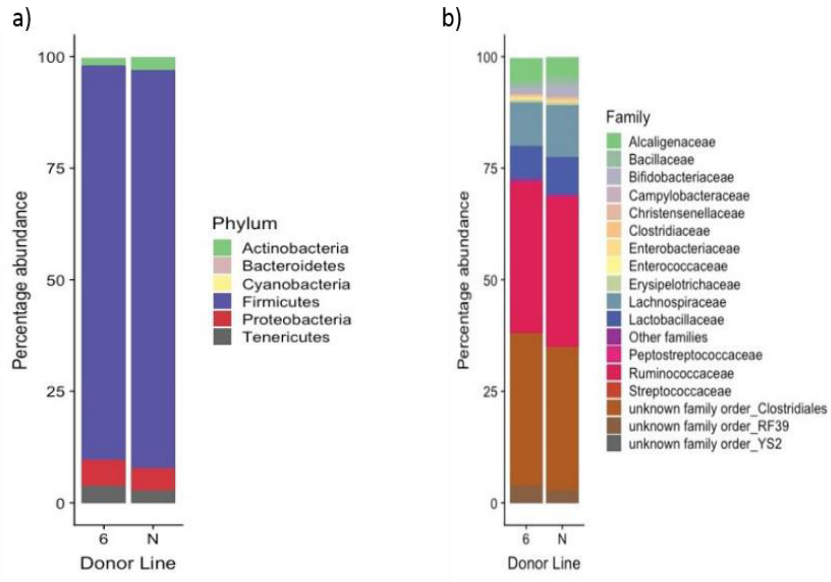 a)
100
75
50
25
0
Percentage abundance
6 N
Donor Line
Phylum
Actinobacteria
Bacteroidetes
Cyanobacteria
Firmicutes
Proteobacteria
Tenericutes
b)
100
75
50
25
0
Percentage abundance
6 N
Donor Line
Family
Alcaligenaceae
Bacillaceae
Bifidobacteriaceae
Campylobacteraceae
Christensenellaceae
Clostridiaceae
Enterobacteriaceae
Enterococcaceae
Erysipelotrichaceae
Lachnospiraceae
Lactobacillaceae
Other families
Peptostreptococcaceae
Ruminococcaceae
Streptococcaceae
unknown family order_Clostridiales
unknown family order_RF39
unknown family order_YS2